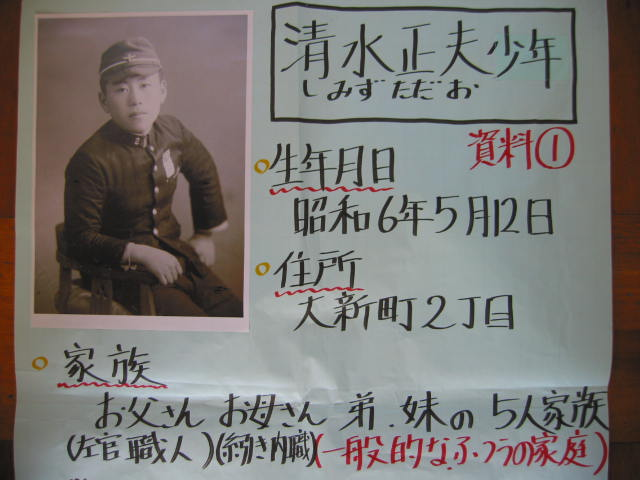 清水正夫少年
しみずただお
資料①
生年月日
昭和6年5月12日
住所
大新町2丁目
家族
お父さん お母さん 弟.妹の 5人家族
(左官職人)(紡き内職)(一般的なふつうの家庭)